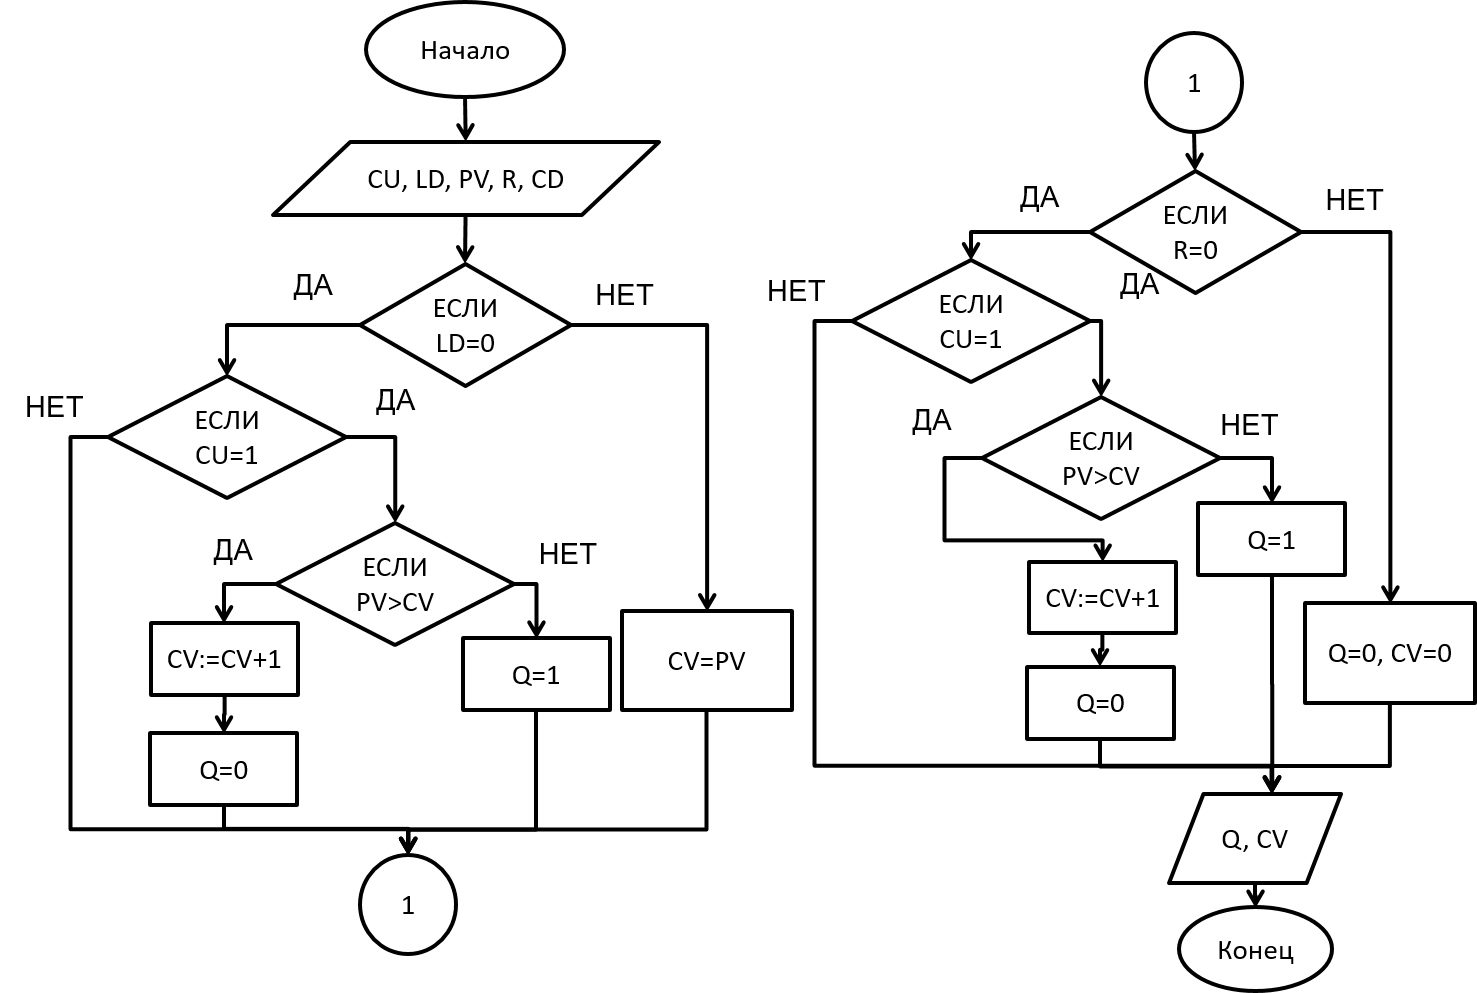 Начало
CU, LD, PV, R, CD
ДА
НЕТ
ЕСЛИ
LD=0
НЕТ
ДА
ЕСЛИ
CU=1
ДА
НЕТ
ЕСЛИ
PV>CV
CV:=CV+1
Q=1
CV=PV
Q=0
1
1
ДА
НЕТ
ЕСЛИ
R=0
НЕТ
ДА
ЕСЛИ
CU=1
ДА
НЕТ
ЕСЛИ
PV>CV
Q=1
CV:=CV+1
Q=0, CV=0
Q=0
Q, CV
Конец